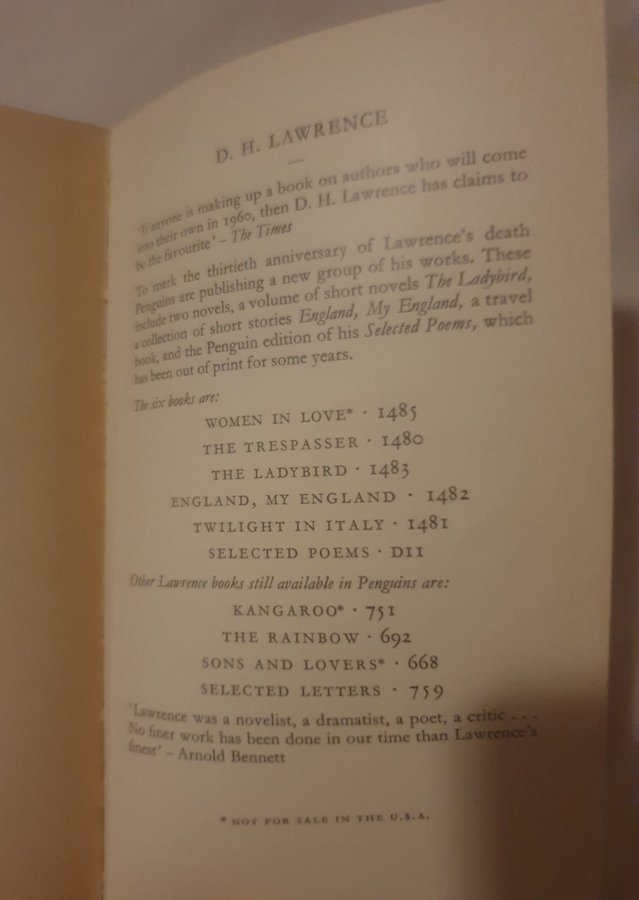 D. H. LAWRENCE
—
'If anyone is making up a book on authors who will come
into their own in 1960, then D. H. Lawrence has claims to
be the favourite' – The Times
To mark the thirtieth anniversary of Lawrence's death
Penguins are publishing a new group of his works. These
include two novels, a volume of short novels The Ladybird,
a collection of short stories England, My England, a travel
book, and the Penguin edition of his Selected Poems, which
has been out of print for some years.
The six books are:
WOMEN IN LOVE* · 1485
THE TRESPASSER · 1480
THE LADYBIRD · 1483
ENGLAND, MY ENGLAND · 1482
TWILIGHT IN ITALY · 1481
SELECTED POEMS · D11
Other Lawrence books still available in Penguins are:
KANGAROO* · 751
THE RAINBOW · 692
SONS AND LOVERS* · 668
SELECTED LETTERS · 759
'Lawrence was a novelist, a dramatist, a poet, a critic . . .
No finer work has been done in our time than Lawrence's
finest' – Arnold Bennett
* NOT FOR SALE IN THE U.S.A.